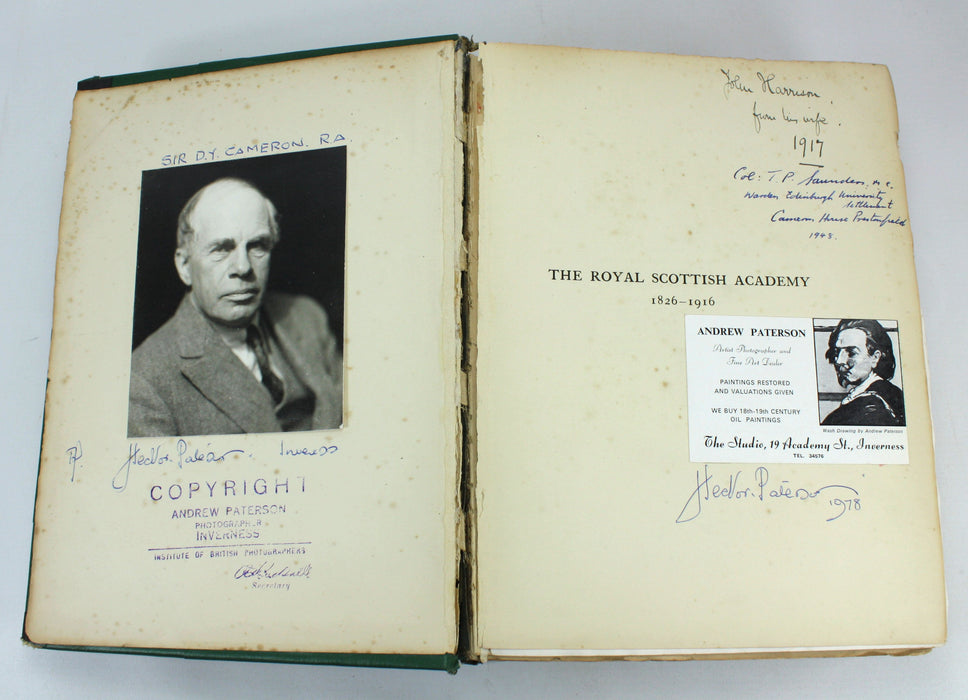 SIR D.Y. CAMERON. R.A.
Hector Paterson. Inverness
COPYRIGHT
ANDREW PATERSON
PHOTOGRAPHER
INVERNESS
INSTITUTE OF BRITISH PHOTOGRAPHERS
Secretary
John Harrison.
from his wife.
1917
Col: T. P. Saunders, M.C.
Warden Edinburgh University
Settlement
Cameron House Prestonfield
1948.
THE ROYAL SCOTTISH ACADEMY
1826–1916
ANDREW PATERSON
Artist Photographer and
Fine Art Dealer
PAINTINGS RESTORED
AND VALUATIONS GIVEN
WE BUY 18th-19th CENTURY
OIL PAINTINGS
Wash Drawing by Andrew Paterson
The Studio, 19 Academy St., Inverness
TEL. 34576
Hector Paterson 1978